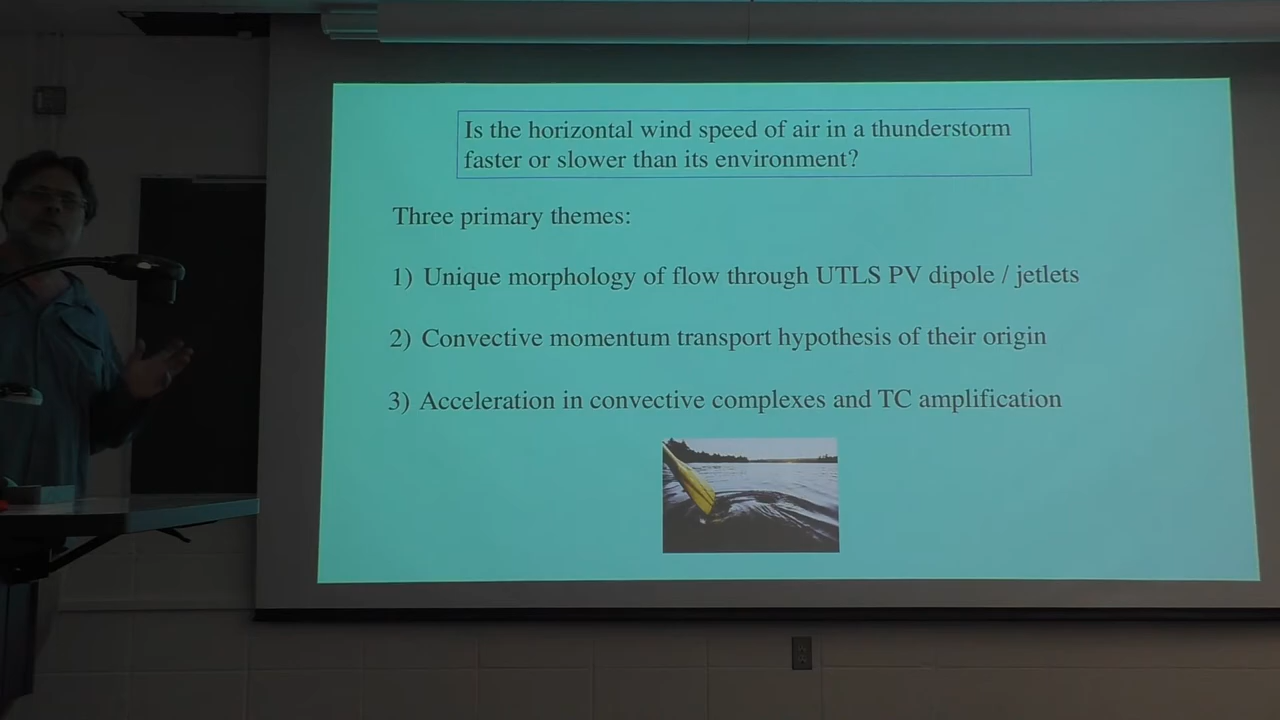 Is the horizontal wind speed of air in a thunderstorm
faster or slower than its environment?
Three primary themes:
1) Unique morphology of flow through UTLS PV dipole / jetlets
2) Convective momentum transport hypothesis of their origin
3) Acceleration in convective complexes and TC amplification